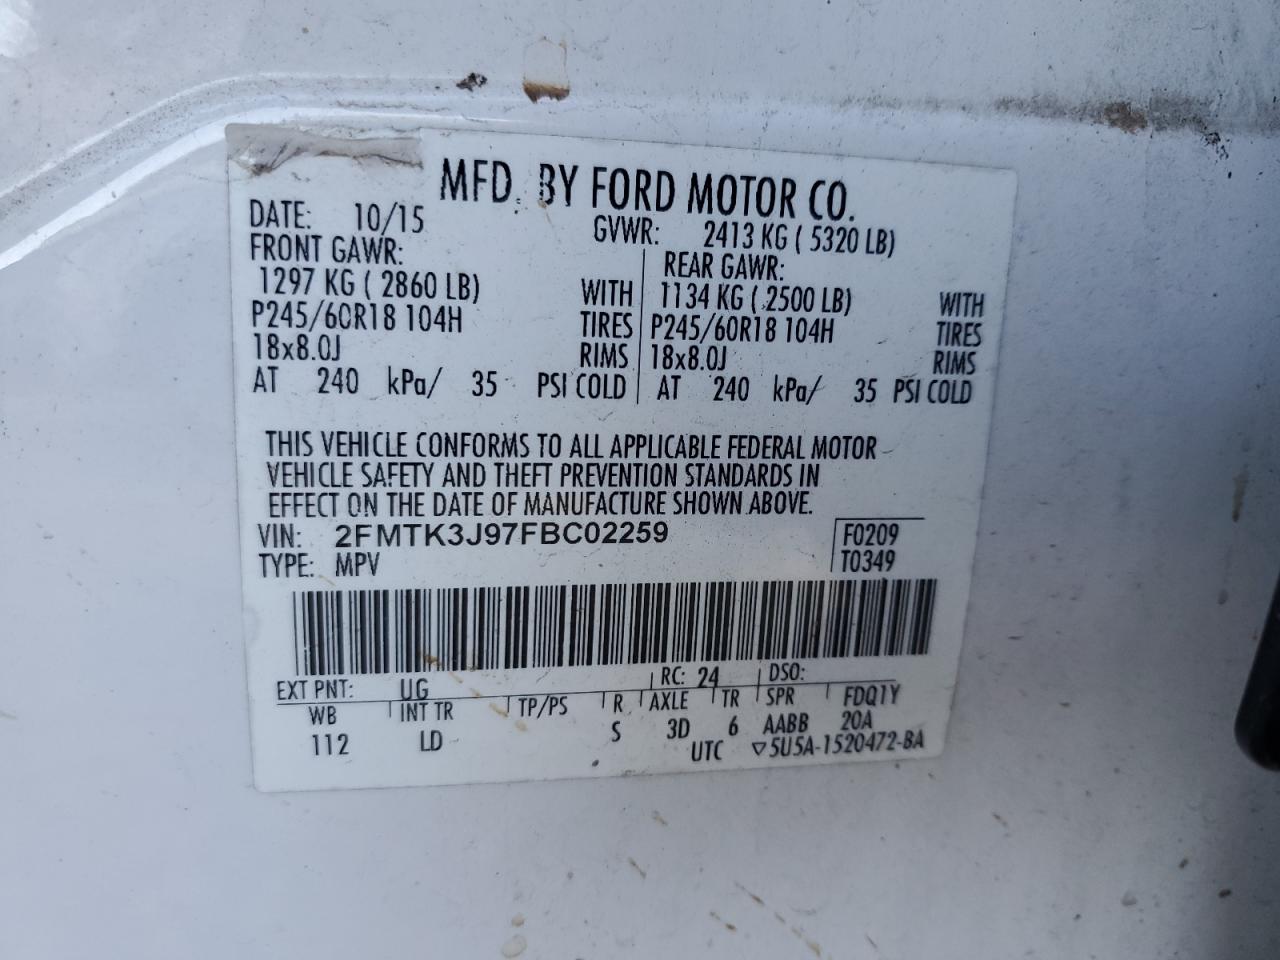 MFD. BY FORD MOTOR CO.
DATE: 10/15 GVWR: 2413 KG ( 5320 LB)
FRONT GAWR: REAR GAWR:
1297 KG ( 2860 LB) WITH 1134 KG ( 2500 LB) WITH
P245/60R18 104H TIRES P245/60R18 104H TIRES
18x8.0J RIMS 18x8.0J RIMS
AT 240 kPa/ 35 PSI COLD AT 240 kPa/ 35 PSI COLD
THIS VEHICLE CONFORMS TO ALL APPLICABLE FEDERAL MOTOR
VEHICLE SAFETY AND THEFT PREVENTION STANDARDS IN
EFFECT ON THE DATE OF MANUFACTURE SHOWN ABOVE.
VIN: 2FMTK3J97FBC02259 F0209
TYPE: MPV T0349
EXT PNT: UG RC: 24 DSO:
WB INT TR TP/PS R AXLE TR SPR FDQ1Y
112 LD S 3D 6 AABB 20A
UTC ▽5U5A-1520472-BA